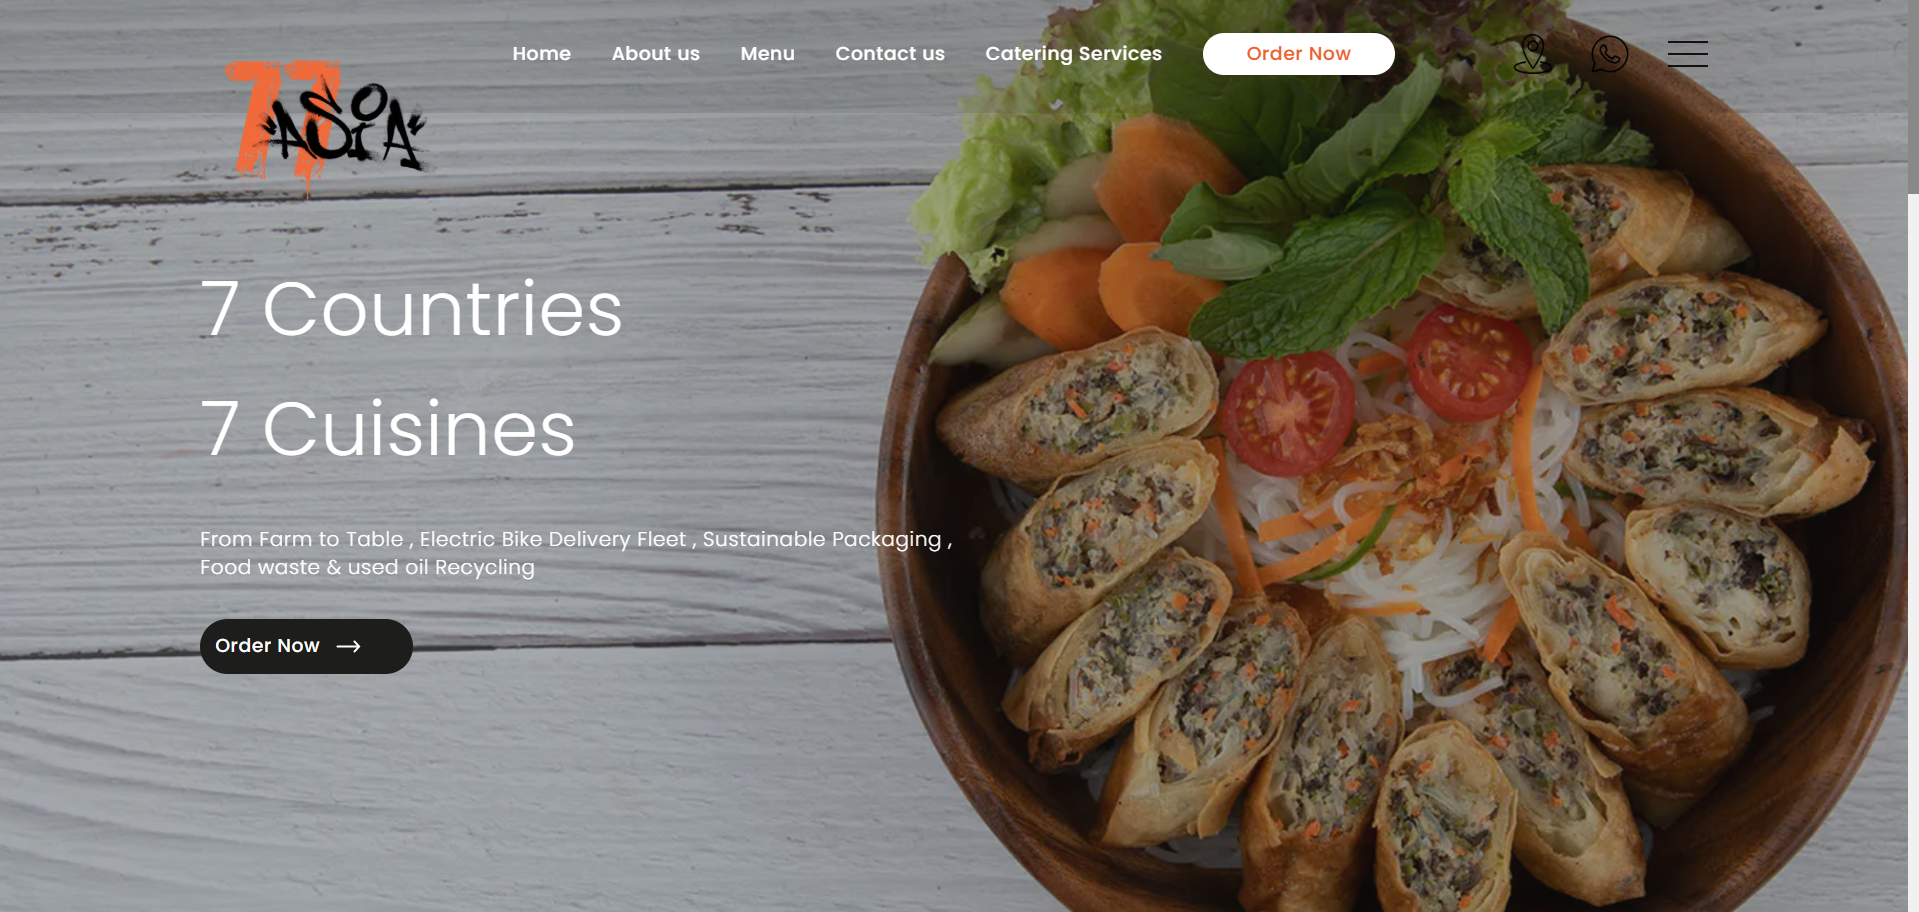 Home About us Menu Contact us Catering Services Order Now
77 ASIA
7 Countries
7 Cuisines
From Farm to Table , Electric Bike Delivery Fleet , Sustainable Packaging ,
Food waste & used oil Recycling
Order Now